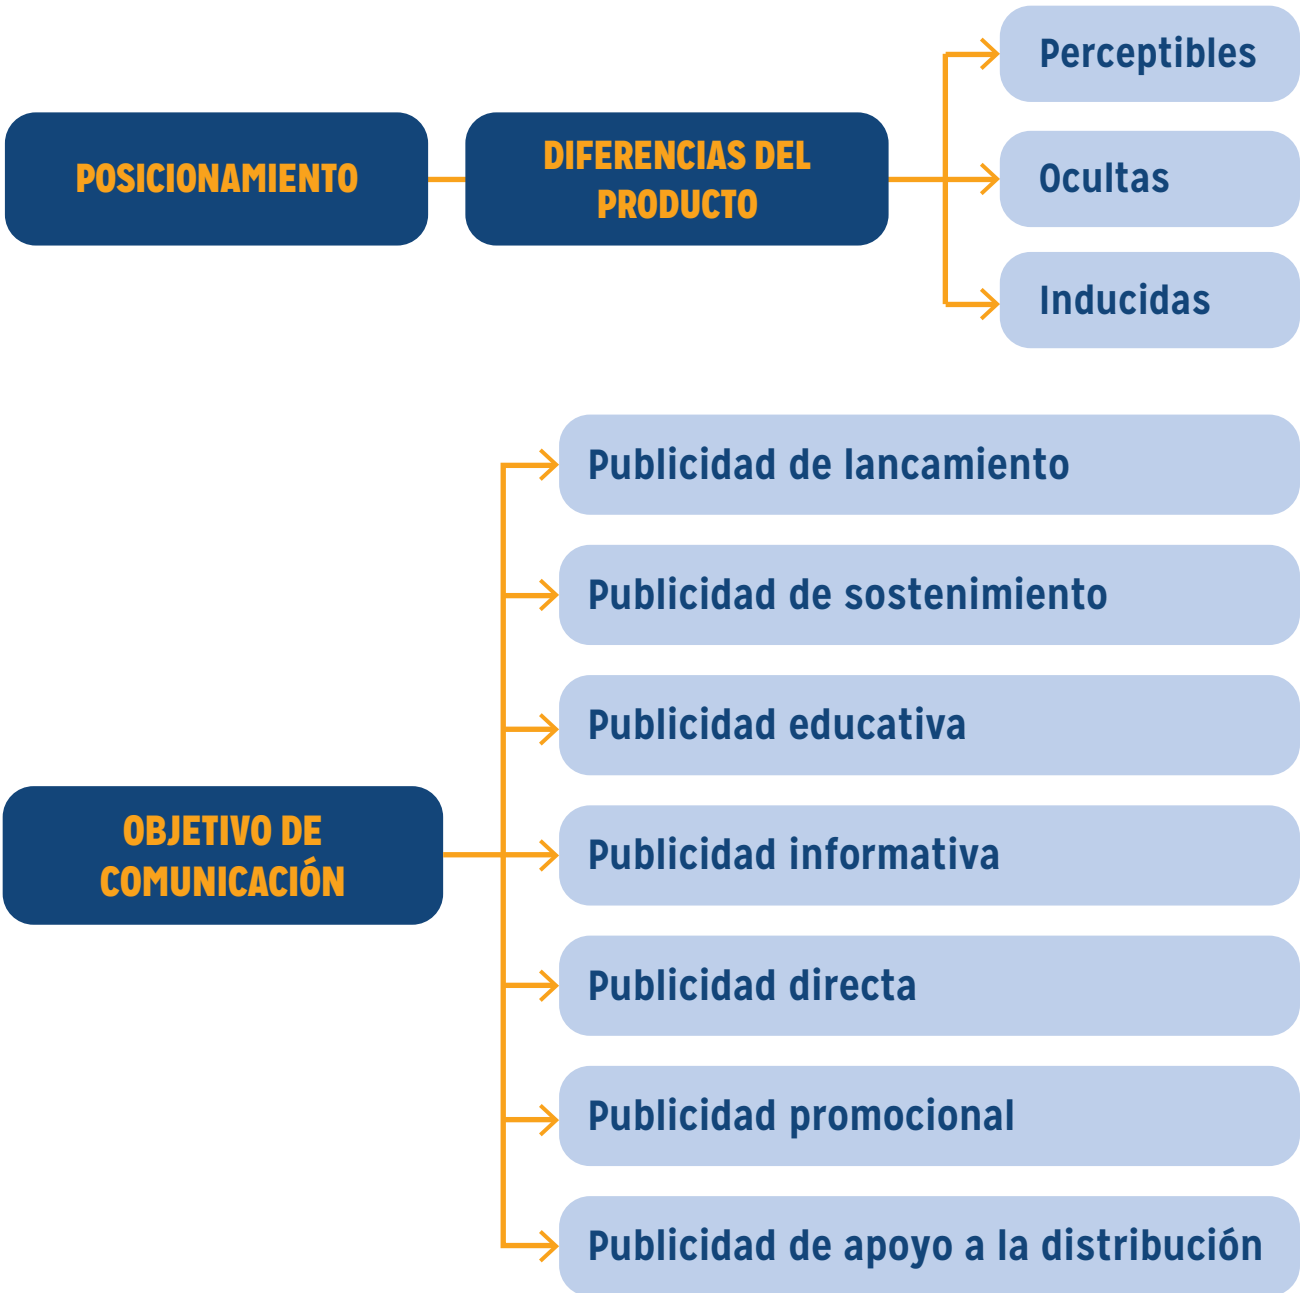 POSICIONAMIENTO
DIFERENCIAS DEL
PRODUCTO
Perceptibles
Ocultas
Inducidas
OBJETIVO DE
COMUNICACIÓN
Publicidad de lancamiento
Publicidad de sostenimiento
Publicidad educativa
Publicidad informativa
Publicidad directa
Publicidad promocional
Publicidad de apoyo a la distribución